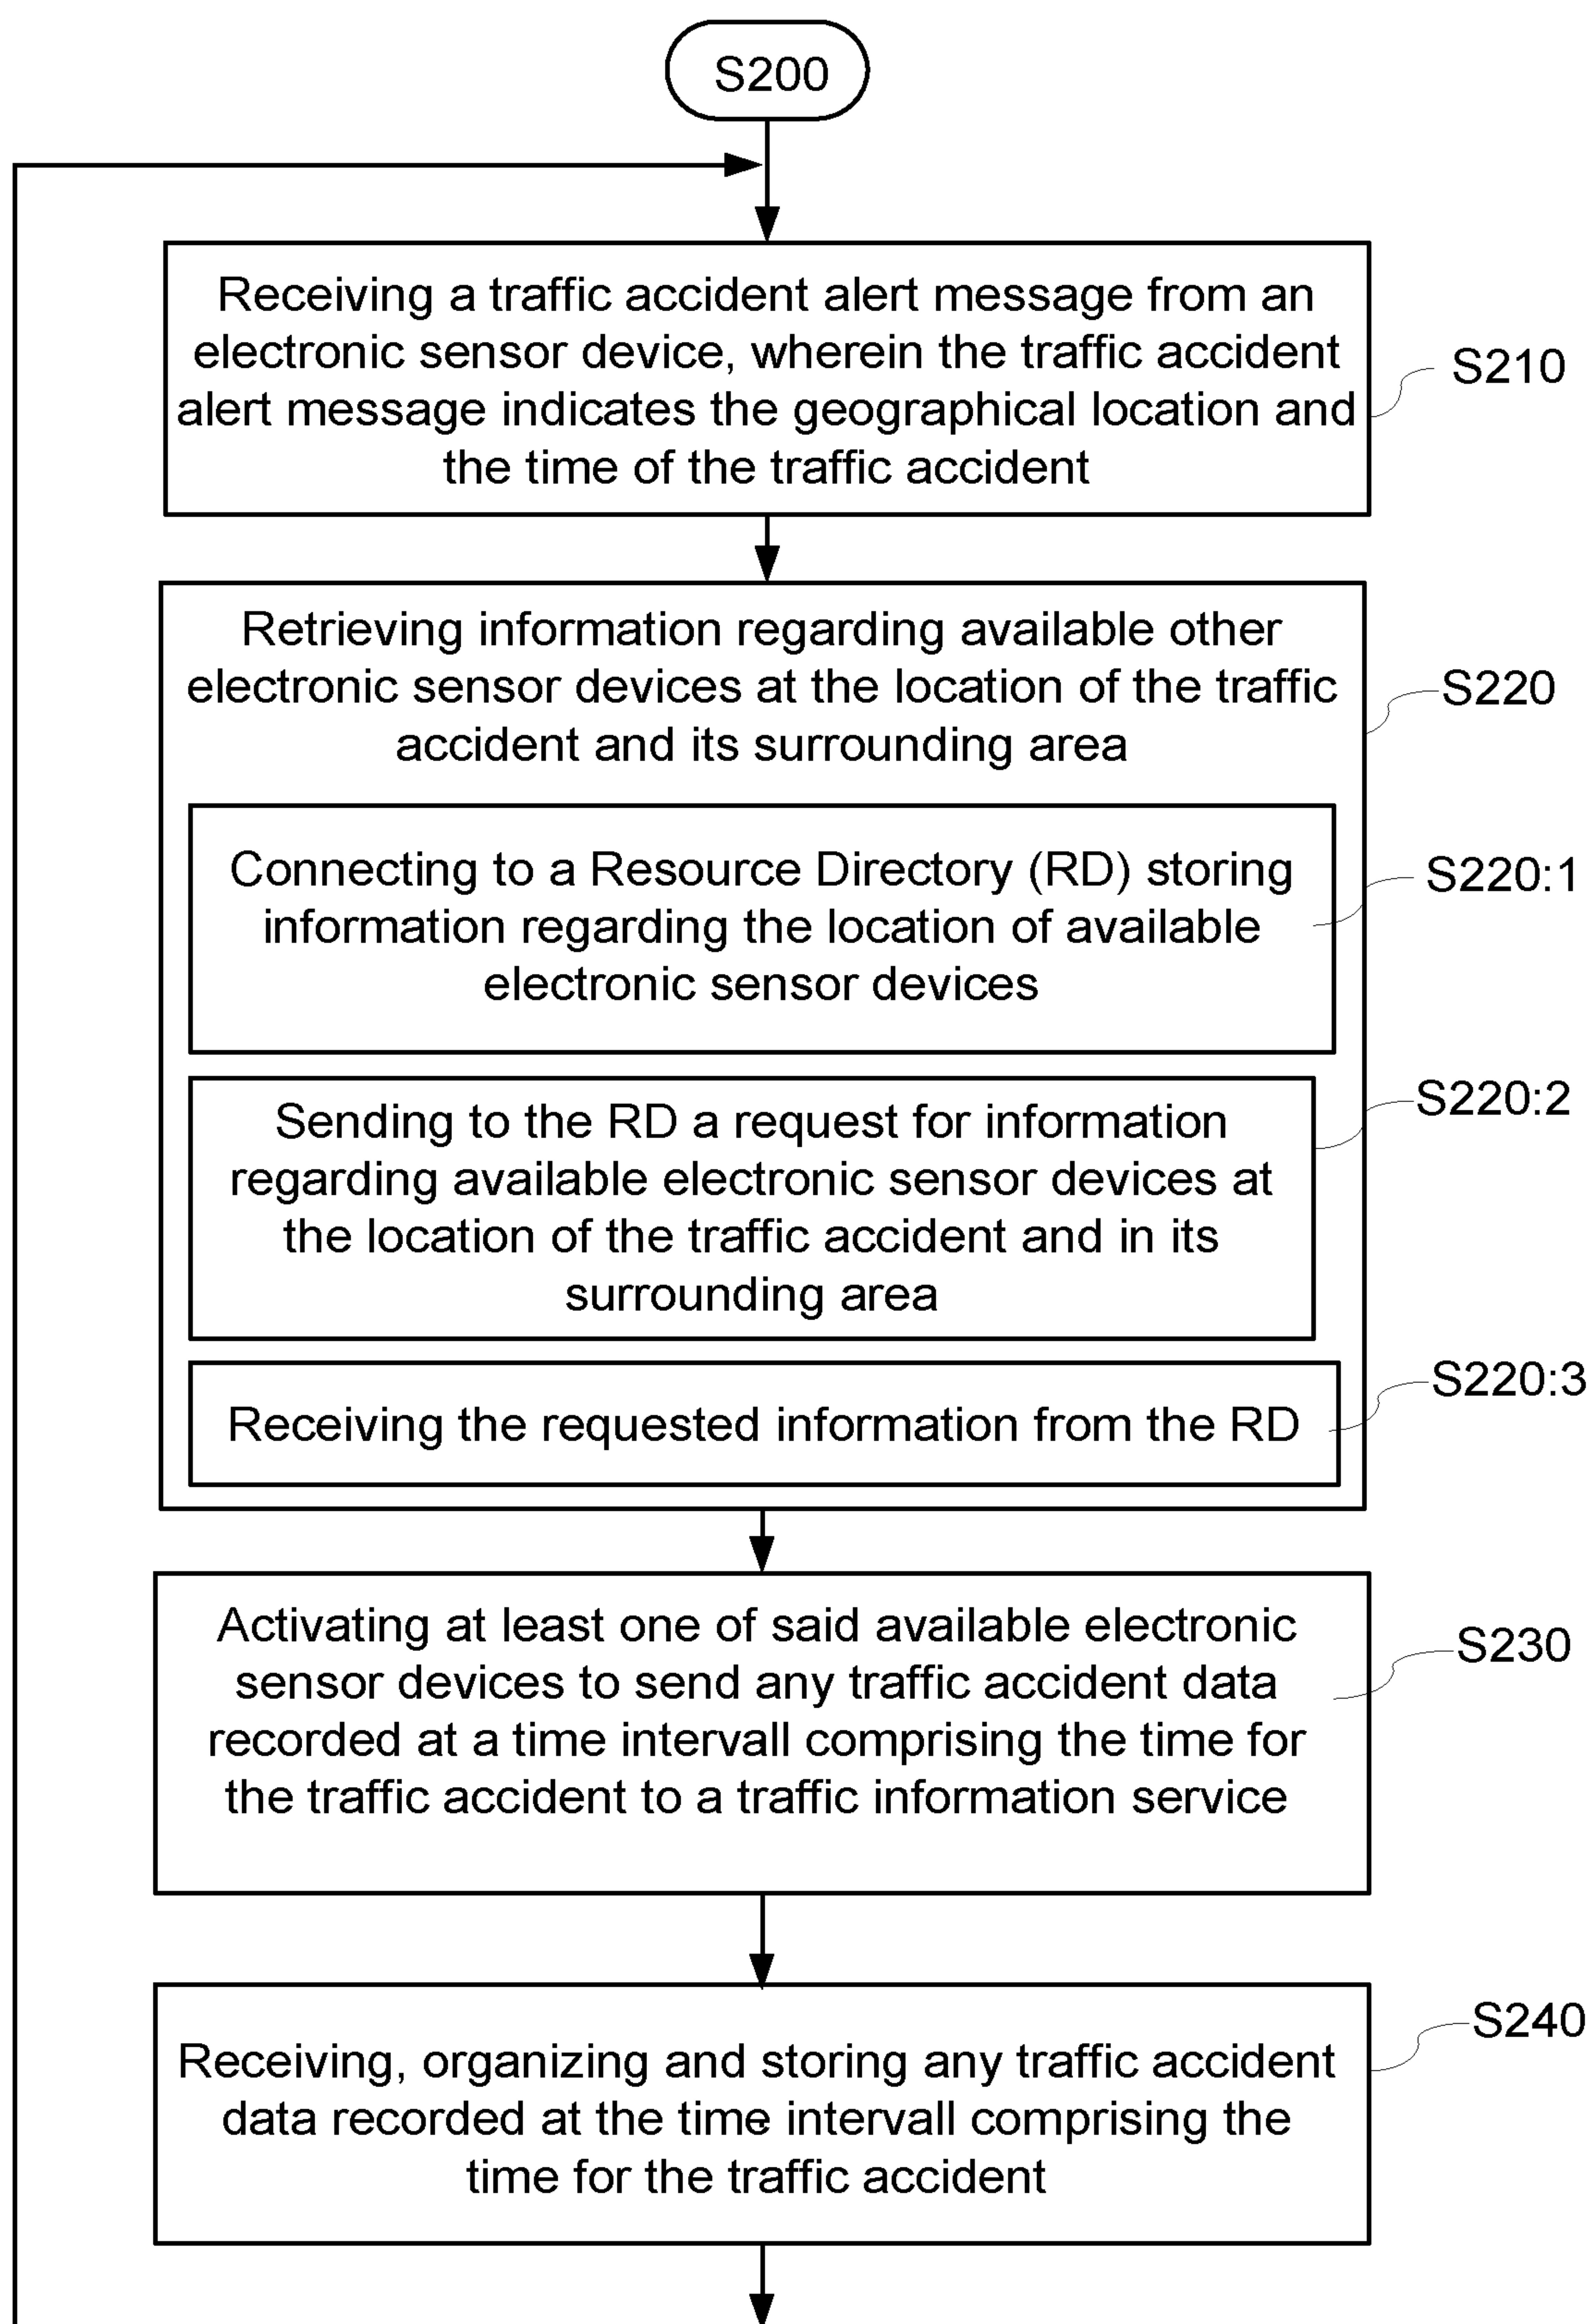 S200
Receiving a traffic accident alert message from an
electronic sensor device, wherein the traffic accident
alert message indicates the geographical location and
the time of the traffic accident
S210
Retrieving information regarding available other
electronic sensor devices at the location of the traffic
accident and its surrounding area
S220
Connecting to a Resource Directory (RD) storing
information regarding the location of available
electronic sensor devices
S220:1
Sending to the RD a request for information
regarding available electronic sensor devices at
the location of the traffic accident and in its
surrounding area
S220:2
Receiving the requested information from the RD
S220:3
Activating at least one of said available electronic
sensor devices to send any traffic accident data
recorded at a time intervall comprising the time for
the traffic accident to a traffic information service
S230
Receiving, organizing and storing any traffic accident
data recorded at the time intervall comprising the
time for the traffic accident
S240